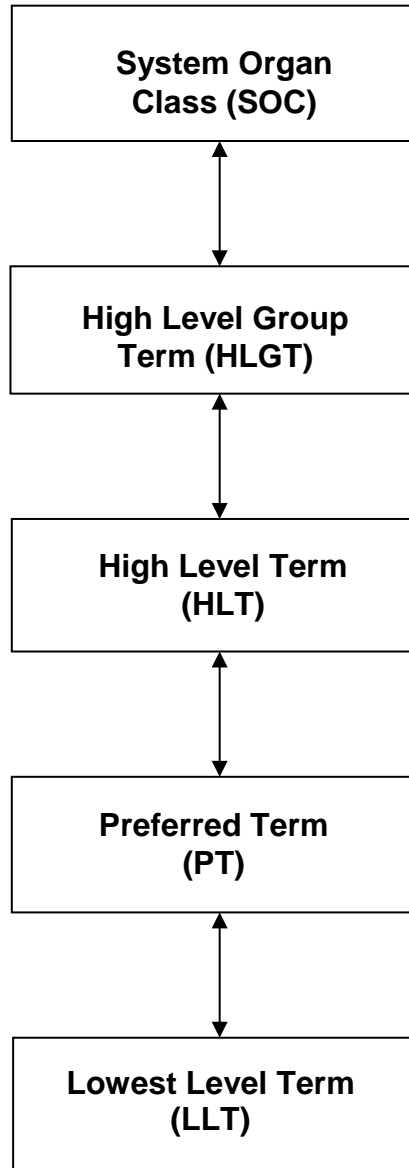 System Organ
Class (SOC)
High Level Group
Term (HLGT)
High Level Term
(HLT)
Preferred Term
(PT)
Lowest Level Term
(LLT)